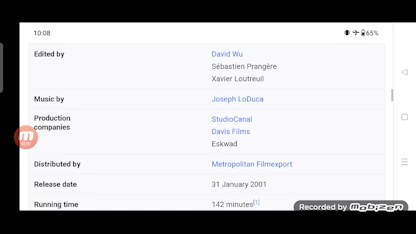 10:08
65%
Edited by David Wu
Sébastien Prangère
Xavier Loutreuil
Music by Joseph LoDuca
Production companies StudioCanal
Davis Films
Eskwad
Distributed by Metropolitan Filmexport
Release date 31 January 2001
Running time 142 minutes[1]
Recorded by Mobizen